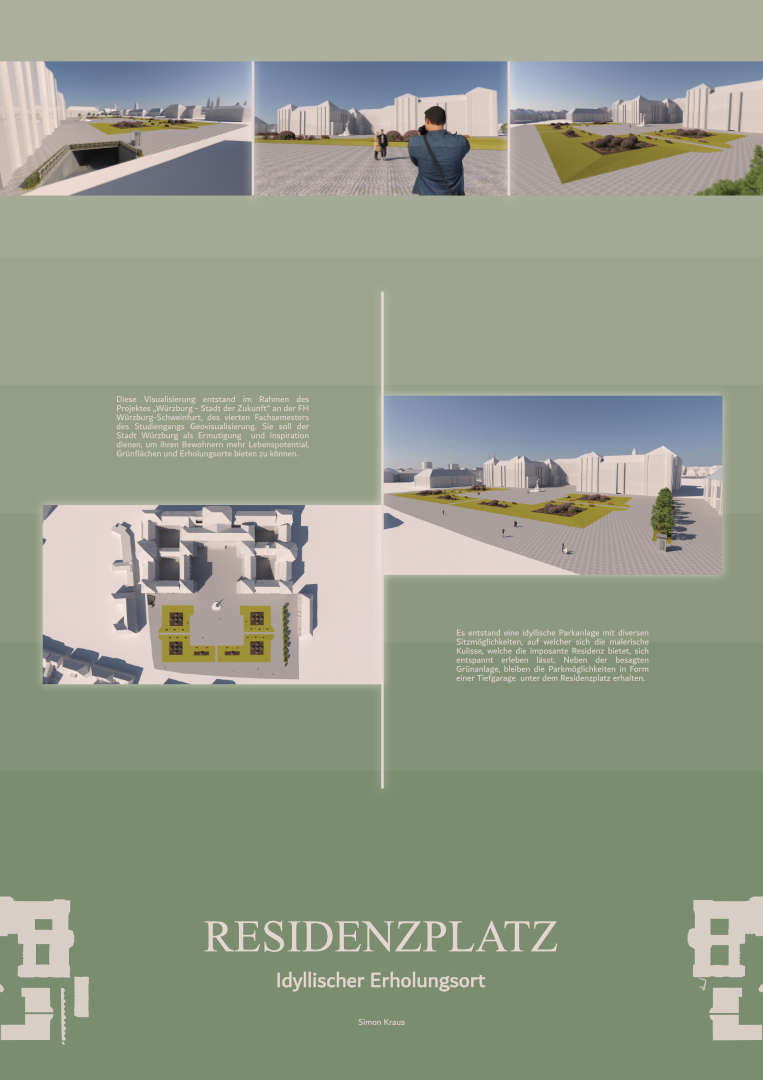 Diese Visualisierung entstand im Rahmen des
Projektes „Würzburg - Stadt der Zukunft" an der FH
Würzburg-Schweinfurt, des vierten Fachsemesters
des Studiengangs Geovisualisierung. Sie soll der
Stadt Würzburg als Ermutigung und Inspiration
dienen, um ihren Bewohnern mehr Lebenspotential,
Grünflächen und Erholungsorte bieten zu können.
Es entstand eine idyllische Parkanlage mit diversen
Sitzmöglichkeiten, auf welcher sich die malerische
Kulisse, welche die imposante Residenz bietet, sich
entspannt erleben lässt. Neben der besagten
Grünanlage, bleiben die Parkmöglichkeiten in Form
einer Tiefgarage unter dem Residenzplatz erhalten.
RESIDENZPLATZ
Idyllischer Erholungsort
Simon Kraus